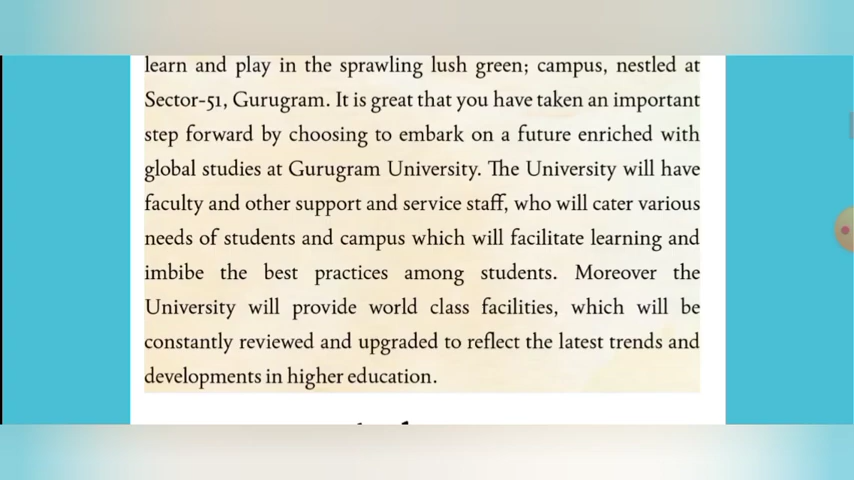 learn and play in the sprawling lush green; campus, nestled at
Sector-51, Gurugram. It is great that you have taken an important
step forward by choosing to embark on a future enriched with
global studies at Gurugram University. The University will have
faculty and other support and service staff, who will cater various
needs of students and campus which will facilitate learning and
imbibe the best practices among students. Moreover the
University will provide world class facilities, which will be
constantly reviewed and upgraded to reflect the latest trends and
developments in higher education.